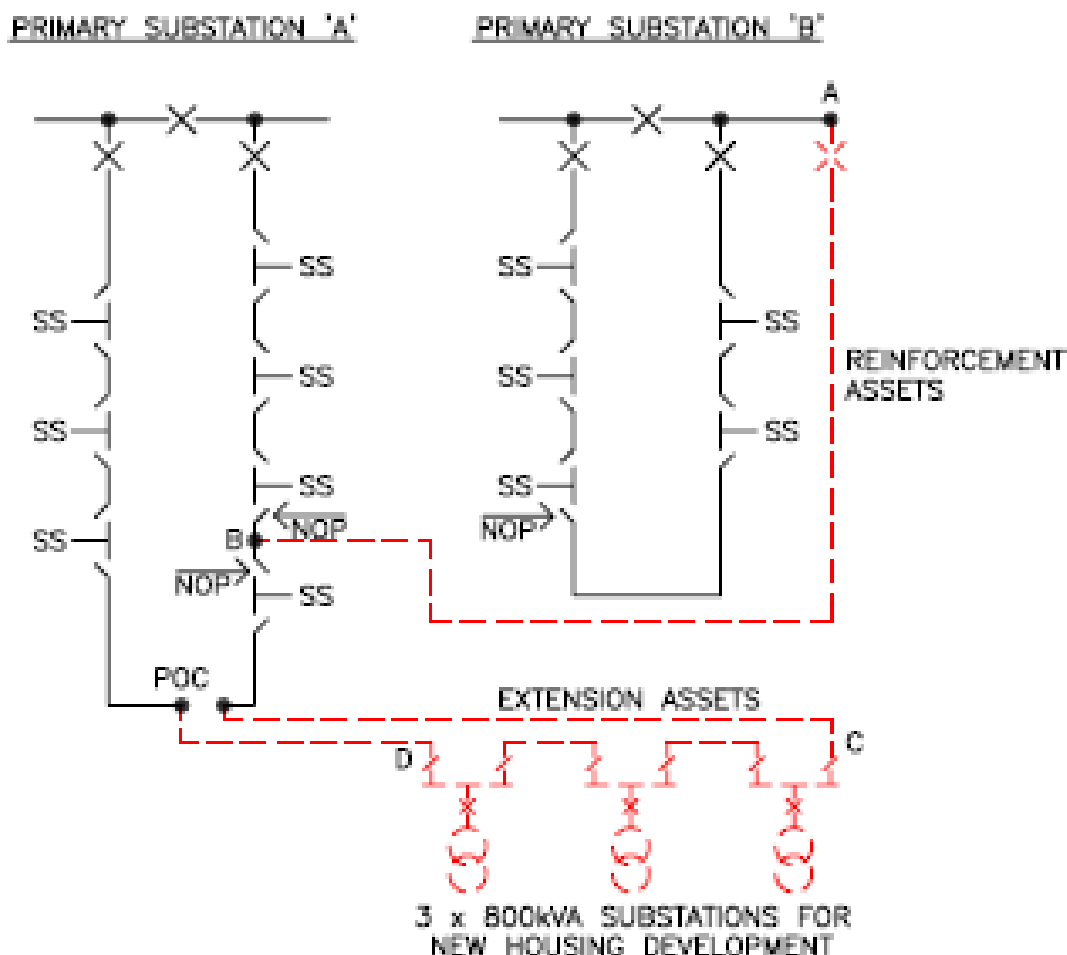 PRIMARY SUBSTATION 'A'
PRIMARY SUBSTATION 'B'
A
SS
SS
SS
SS
SS
SS
SS
SS
REINFORCEMENT
ASSETS
SS
SS
SS
NOP
NOP
B
SS
NOP
SS
POC
EXTENSION ASSETS
D
C
3 x 800kVA SUBSTATIONS FOR
NEW HOUSING DEVELOPMENT